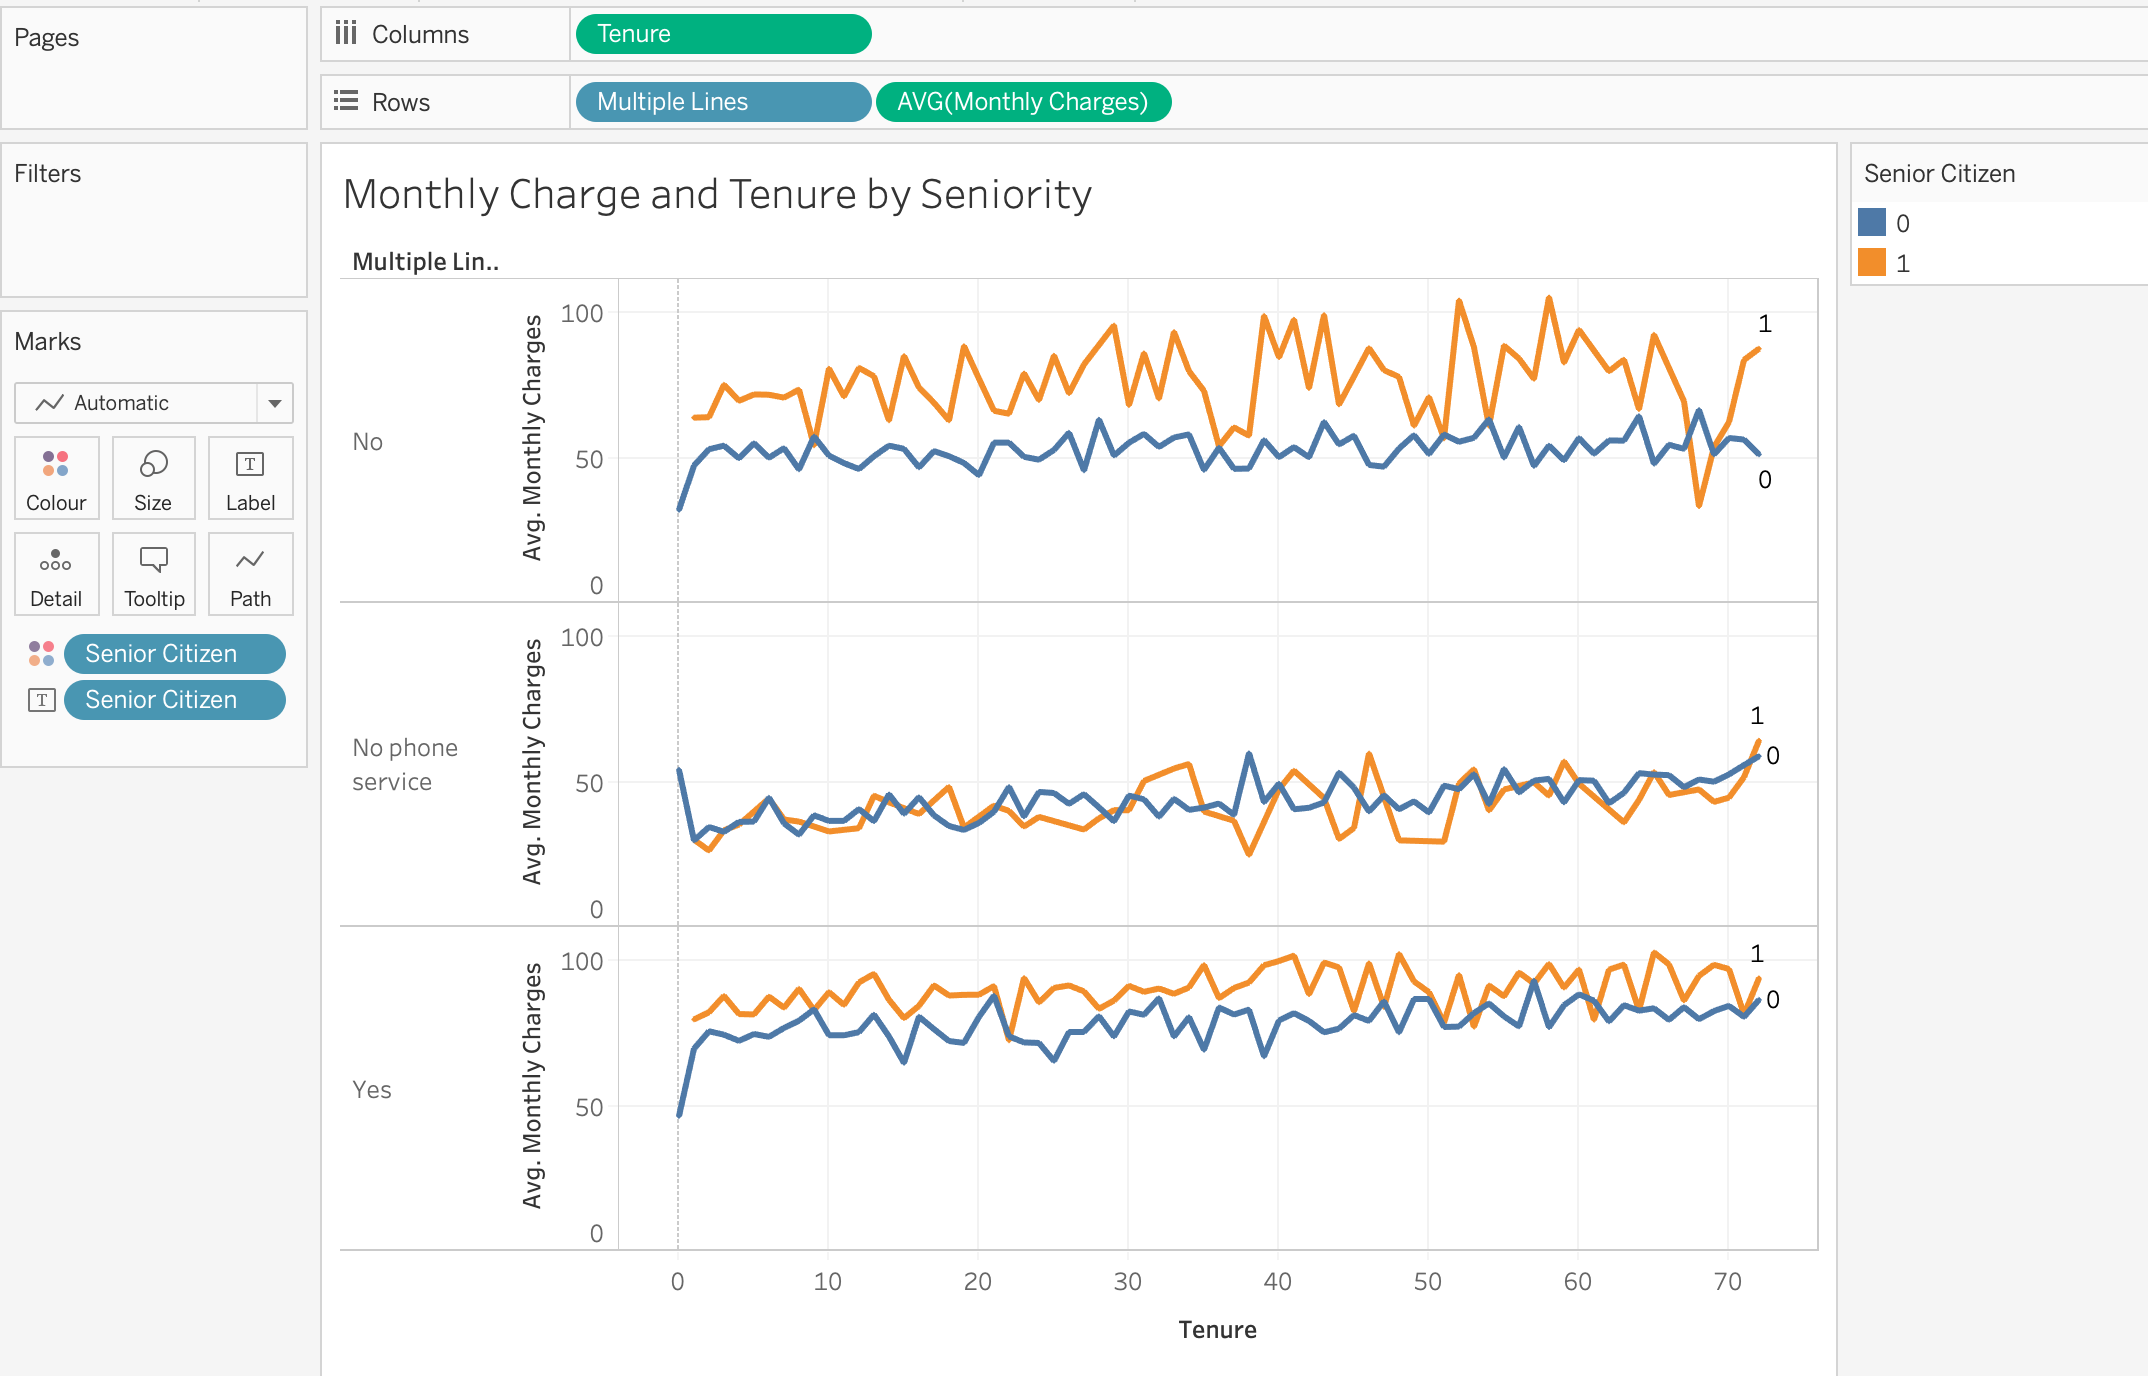 Pages
Columns
Tenure
Rows
Multiple Lines
AVG(Monthly Charges)
Filters
Marks
Automatic
Colour
Size
T
Label
Detail
Tooltip
Path
Senior Citizen
T
Senior Citizen
Monthly Charge and Tenure by Seniority
Multiple Lin..
No
Avg. Monthly Charges
100
50
0
1
0
No phone
service
Avg. Monthly Charges
100
50
0
1
0
Yes
Avg. Monthly Charges
100
50
0
1
0
0 10 20 30 40 50 60 70
Tenure
Senior Citizen
0
1